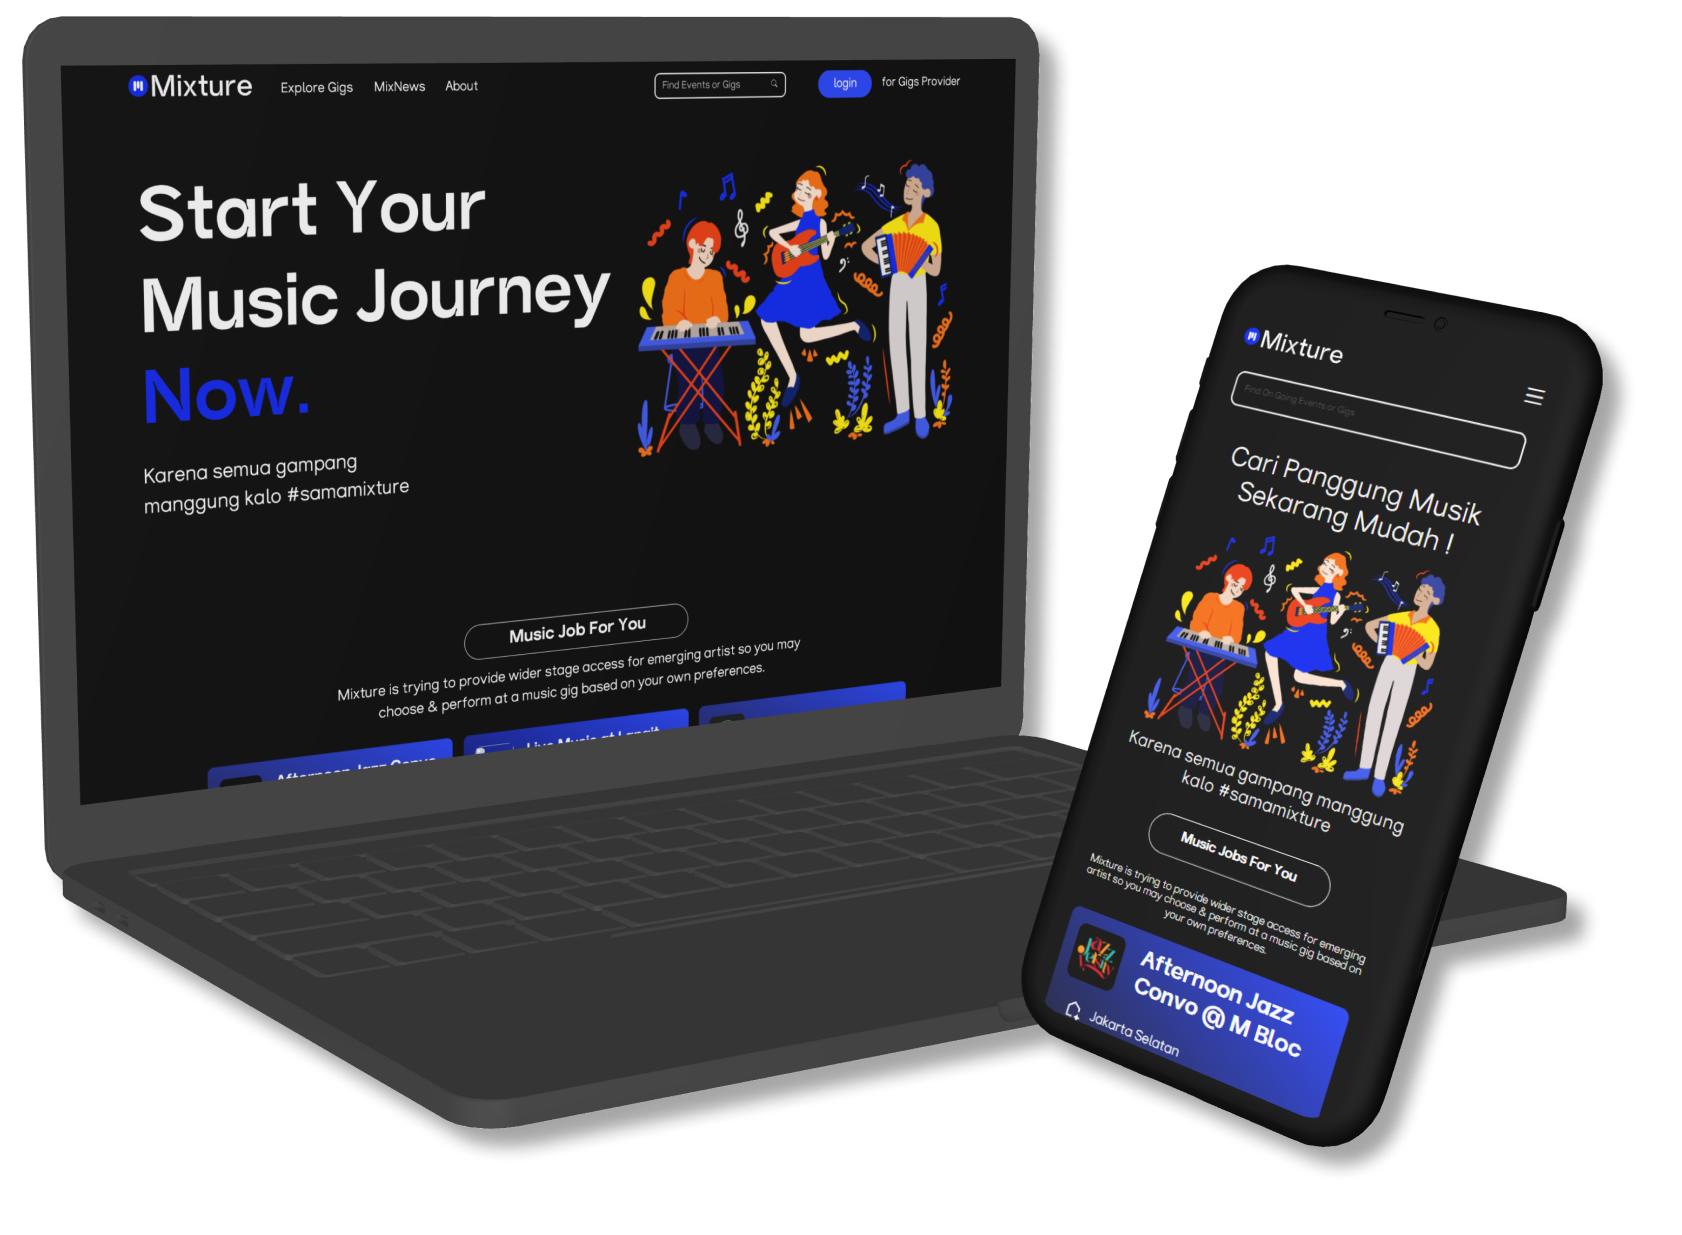 Mixture
Explore Gigs
MixNews
About
Find Events or Gigs
login
for Gigs Provider
Start Your
Music Journey
Now.
Karena semua gampang
manggung kalo #samamixture
Music Job For You
Mixture is trying to provide wider stage access for emerging artist so you may
choose & perform at a music gig based on your own preferences.
Afternoon Jazz Convo
Live Music at Langit
Mixture
Find On Going Events or Gigs
Cari Panggung Musik
Sekarang Mudah !
Karena semua gampang manggung
kalo #samamixture
Music Jobs For You
Mixture is trying to provide wider stage access for emerging
artist so you may choose & perform at a music gig based on
your own preferences.
Afternoon Jazz
Convo @ M Bloc
Jakarta Selatan